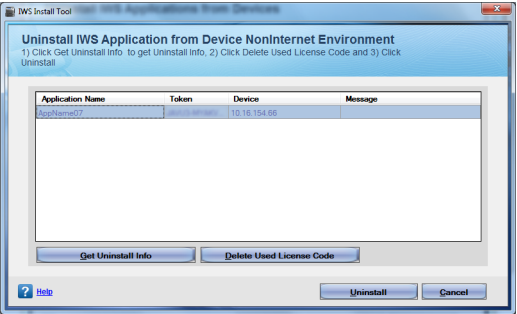 IWS Install Tool
Uninstall IWS Application from Device NonInternet Environment
1) Click Get Uninstall Info to get Uninstall Info, 2) Click Delete Used License Code and 3) Click
Uninstall
Application Name Token Device Message
AppName07 10.16.154.66
Get Uninstall Info Delete Used License Code
? Help Uninstall Cancel